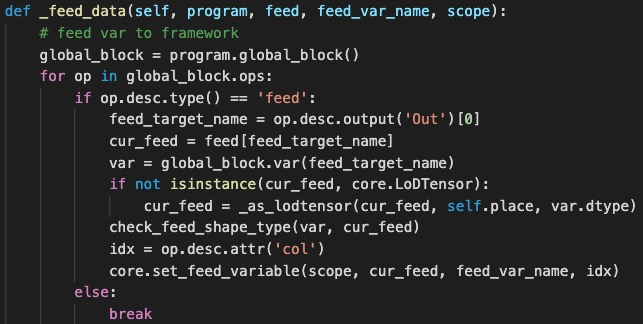 def _feed_data(self, program, feed, feed_var_name, scope):
    # feed var to framework
    global_block = program.global_block()
    for op in global_block.ops:
        if op.desc.type() == 'feed':
            feed_target_name = op.desc.output('Out')[0]
            cur_feed = feed[feed_target_name]
            var = global_block.var(feed_target_name)
            if not isinstance(cur_feed, core.LoDTensor):
                cur_feed = _as_lodtensor(cur_feed, self.place, var.dtype)
            check_feed_shape_type(var, cur_feed)
            idx = op.desc.attr('col')
            core.set_feed_variable(scope, cur_feed, feed_var_name, idx)
        else:
            break